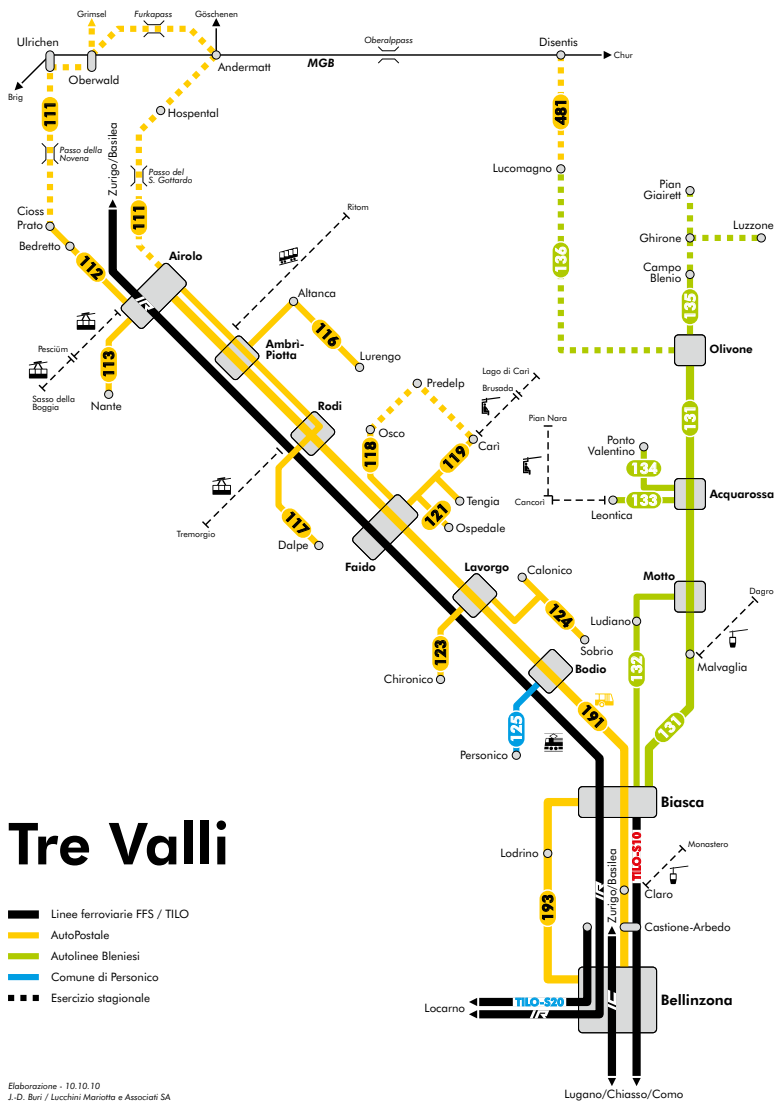 Grimsel
Furkapass
Göschenen
Ulrichen
Oberalppass
Disentis
Oberwald
Andermatt
MGB
Chur
Brig
111
Hospental
481
Passo della
Novena
Zurigo/Basilea
Passo del
S. Gottardo
Lucomagno
Pian
Giairett
111
Cioss
Prato
Ritom
Luzzone
Ghirone
Bedretto
136
Airolo
112
Campo
Blenio
IR
Altanca
135
Pesciüm
116
Ambrì-
Piotta
Olivone
113
Lurengo
Lago di Carì
Predelp
Brusada
Sasso della
Boggia
Nante
Rodi
131
Pian Nara
Osco
Carì
Ponto
Valentino
118
119
134
Tengia
Acquarossa
Cancorì
133
Leontica
117
121
Tremorgio
Ospedale
Dalpe
Faido
Lavorgo
Calonico
Motto
Dagro
124
Ludiano
Sobrio
123
Bodio
Malvaglia
Chironico
132
191
125
131
Personico
Biasca
Tre Valli
TILO-S10
Monastero
Lodrino
Zurigo/Basilea
IR
Claro
193
Linee ferroviarie FFS / TILO
AutoPostale
Castione-Arbedo
Autolinee Bleniesi
Comune di Personico
Esercizio stagionale
Bellinzona
TILO-S20
IC
Locarno
IR
Elaborazione - 10.10.10
J.-D. Buri / Lucchini Mariotta e Associati SA
Lugano/Chiasso/Como